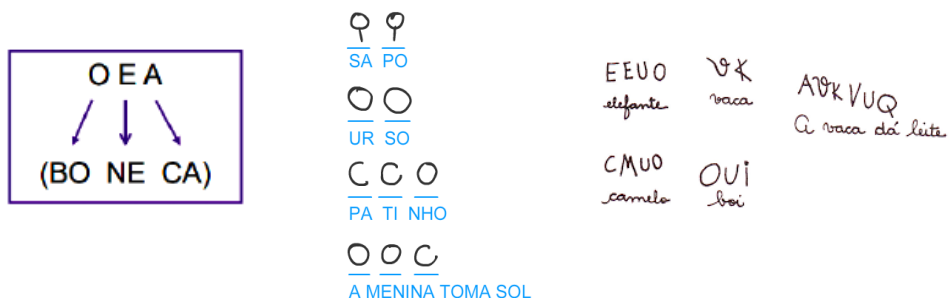 O E A
(BO NE CA)
SA PO
UR SO
PA TI NHO
A MENINA TOMA SOL
EEUO
elefante
VK
vaca
AVKVUQ
A vaca dá leite
CMUO
camelo
OUi
boi